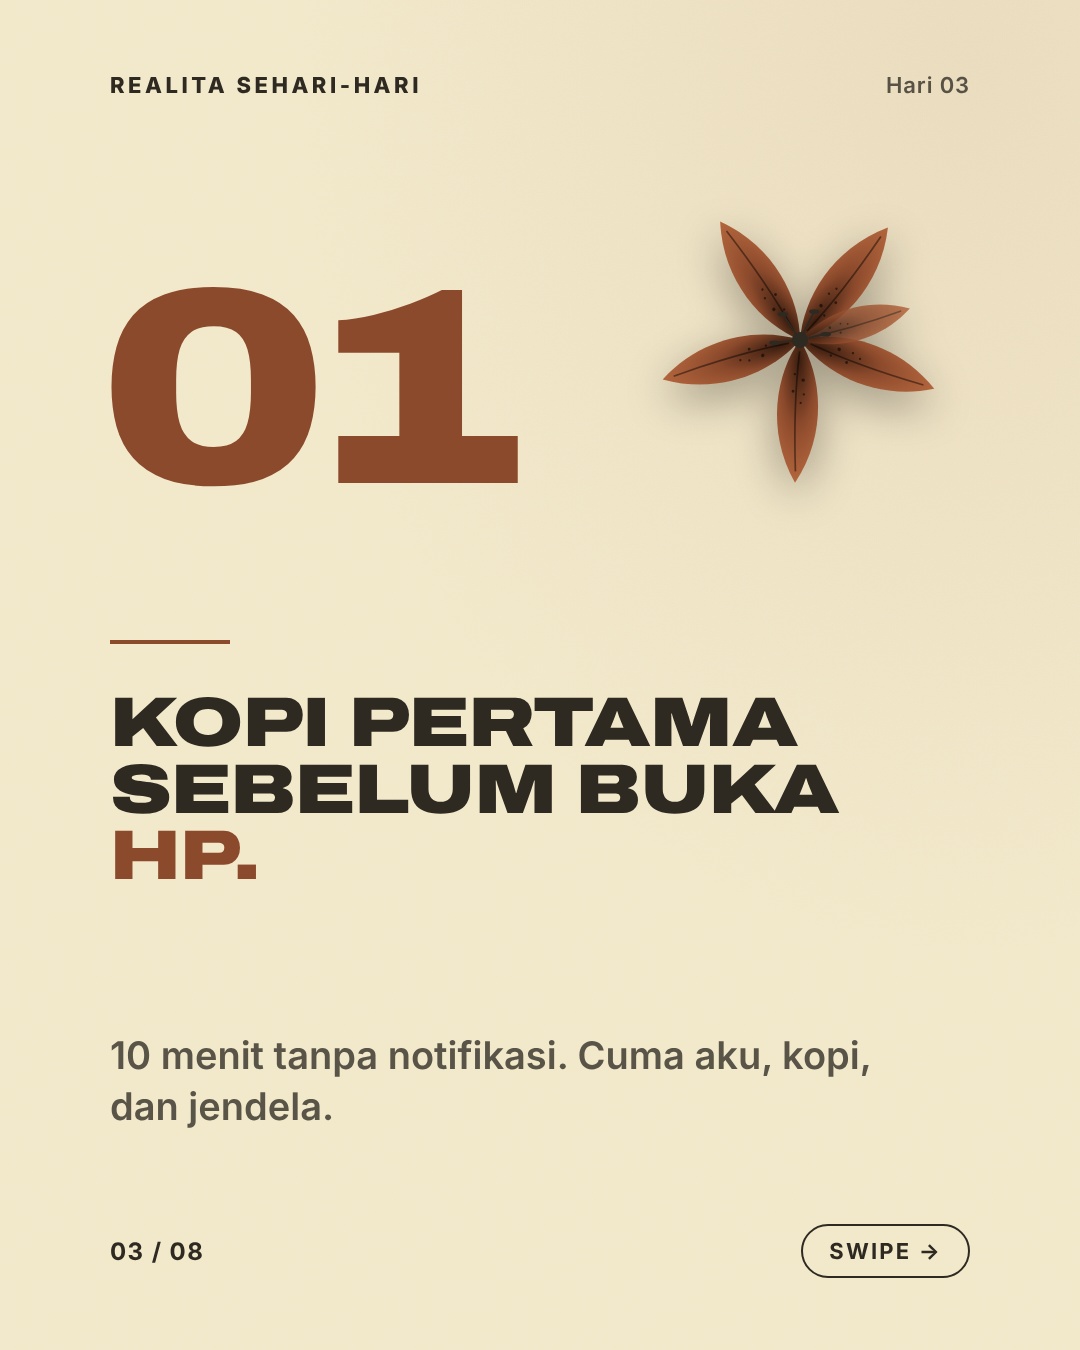 REALITA SEHARI-HARI
Hari 03
01
KOPI PERTAMA
SEBELUM BUKA
HP.
10 menit tanpa notifikasi. Cuma aku, kopi,
dan jendela.
03 / 08
SWIPE →